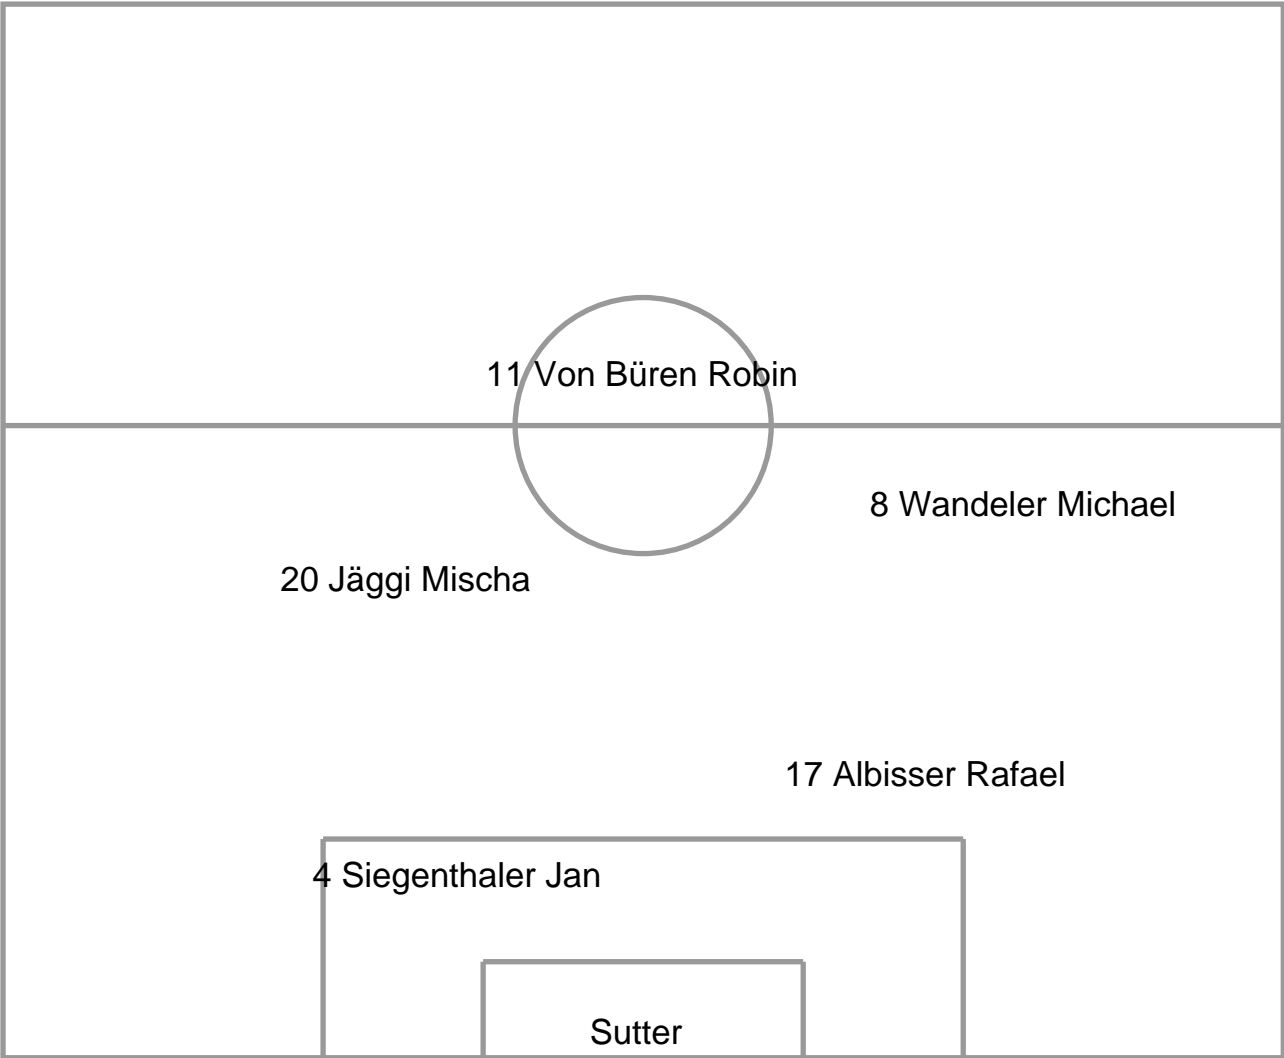 11 Von Büren Robin
8 Wandeler Michael
20 Jäggi Mischa
17 Albisser Rafael
4 Siegenthaler Jan
Sutter